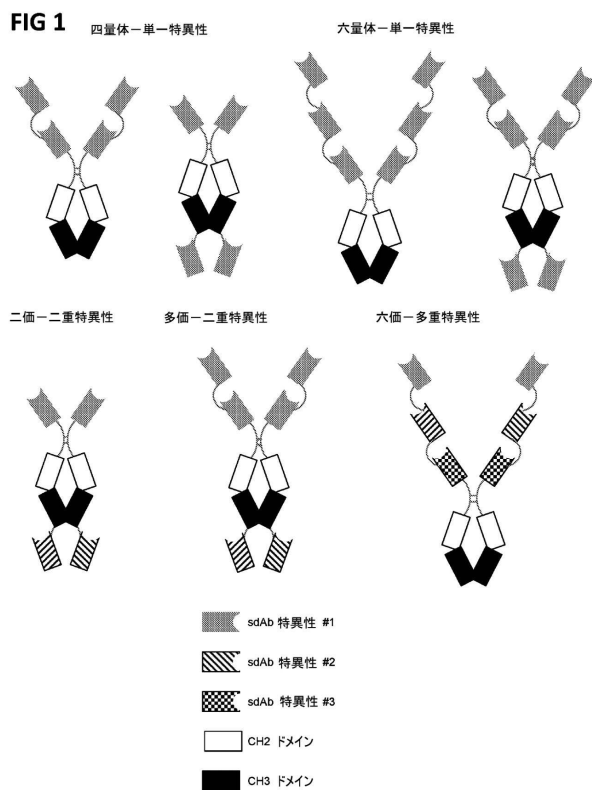 FIG 1
四量体－単一特異性
六量体－単一特異性
二価－二重特異性
多価－二重特異性
六価－多重特異性
sdAb 特異性 #1
sdAb 特異性 #2
sdAb 特異性 #3
CH2 ドメイン
CH3 ドメイン